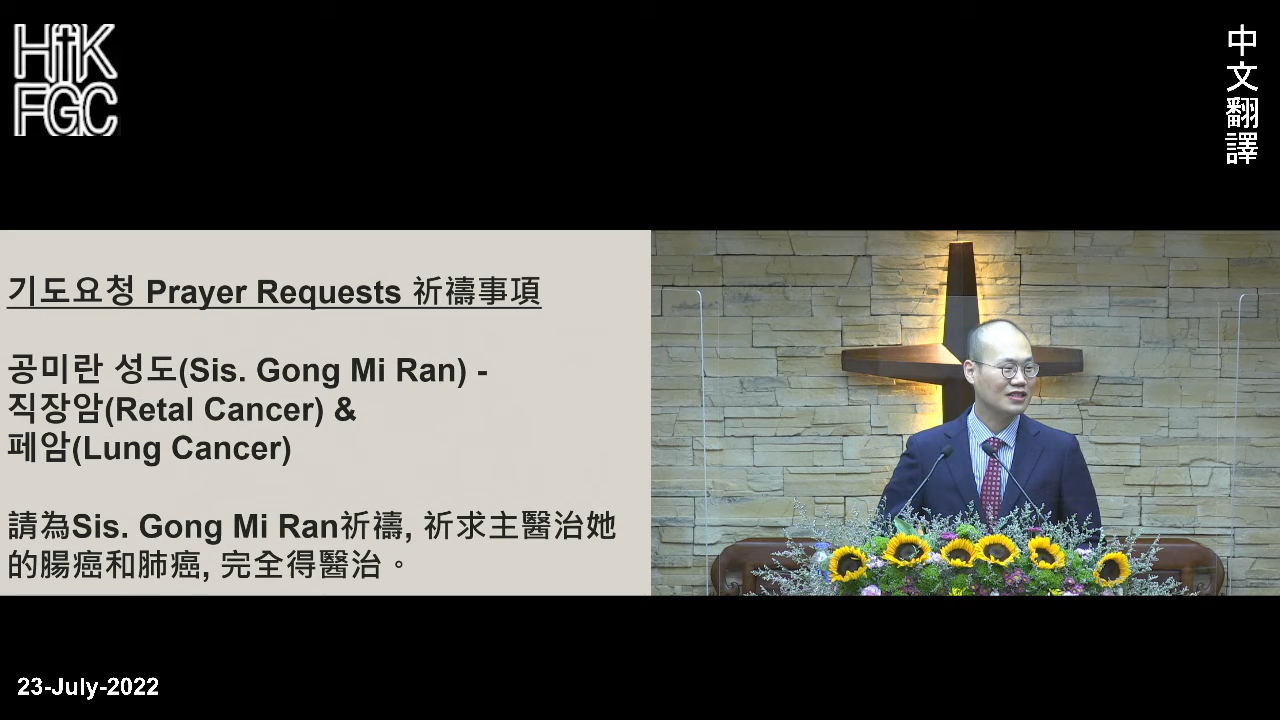 HK
FGC
中文翻譯
기도요청 Prayer Requests 祈禱事項
공미란 성도(Sis. Gong Mi Ran) -
직장암(Retal Cancer) &
페암(Lung Cancer)
請為Sis. Gong Mi Ran祈禱, 祈求主醫治她
的腸癌和肺癌, 完全得醫治。
23-July-2022